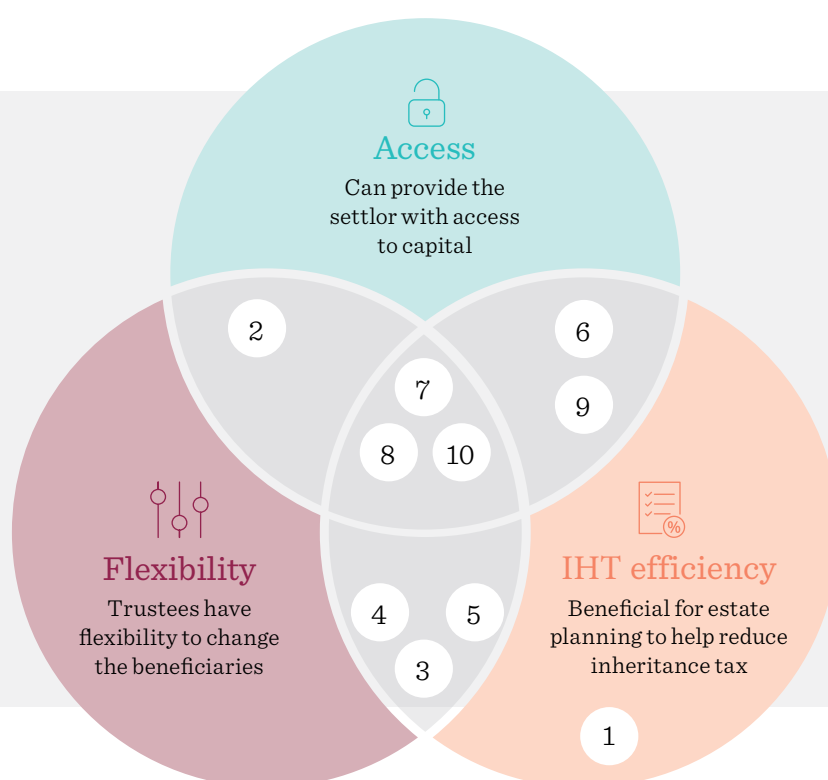 Access
Can provide the
settlor with access
to capital
2
6
7
9
8
10
%
Flexibility
Trustees have
flexibility to change
the beneficiaries
IHT efficiency
Beneficial for estate
planning to help reduce
inheritance tax
4
5
3
1